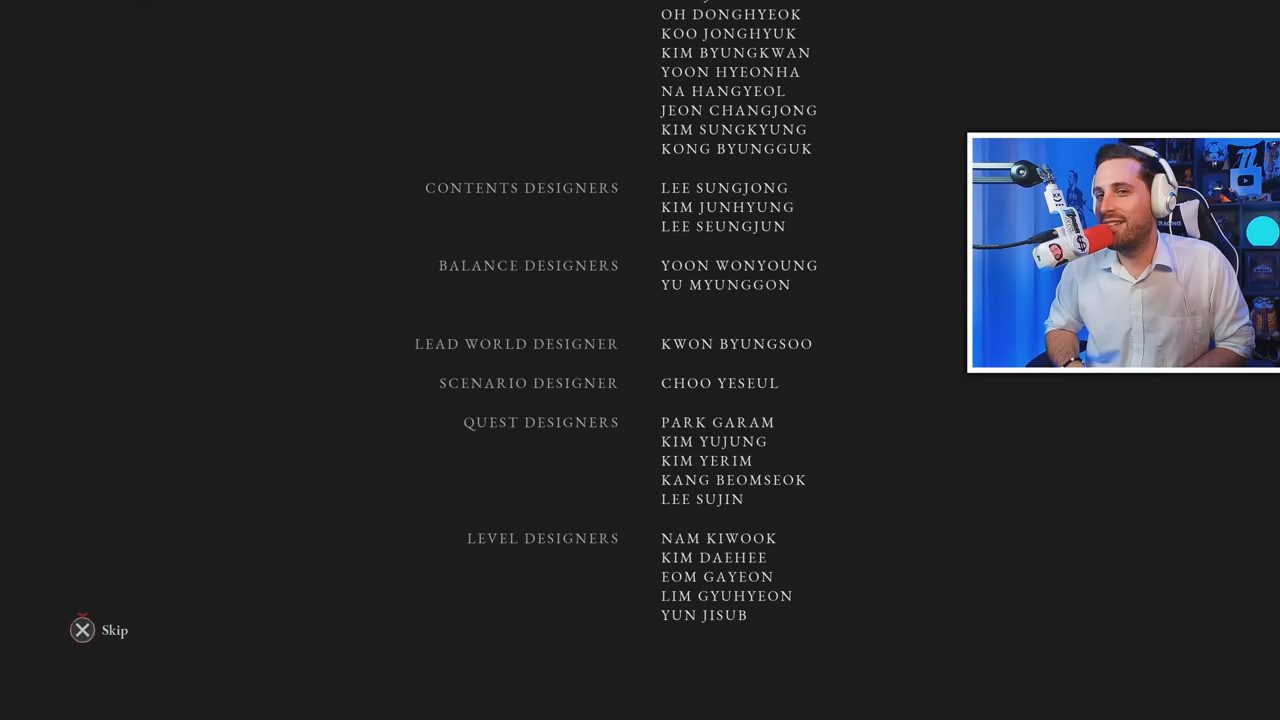 OH DONGHYEOK
KOO JONGHYUK
KIM BYUNGKWAN
YOON HYEONHA
NA HANGYEOL
JEON CHANGJONG
KIM SUNGKYUNG
KONG BYUNGGUK
CONTENTS DESIGNERS LEE SUNGJONG
KIM JUNHYUNG
LEE SEUNGJUN
BALANCE DESIGNERS YOON WONYOUNG
YU MYUNGGON
LEAD WORLD DESIGNER KWON BYUNGSOO
SCENARIO DESIGNER CHOO YESEUL
QUEST DESIGNERS PARK GARAM
KIM YUJUNG
KIM YERIM
KANG BEOMSEOK
LEE SUJIN
LEVEL DESIGNERS NAM KIWOOK
KIM DAEHEE
EOM GAYEON
LIM GYUHYEON
YUN JISUB
Skip